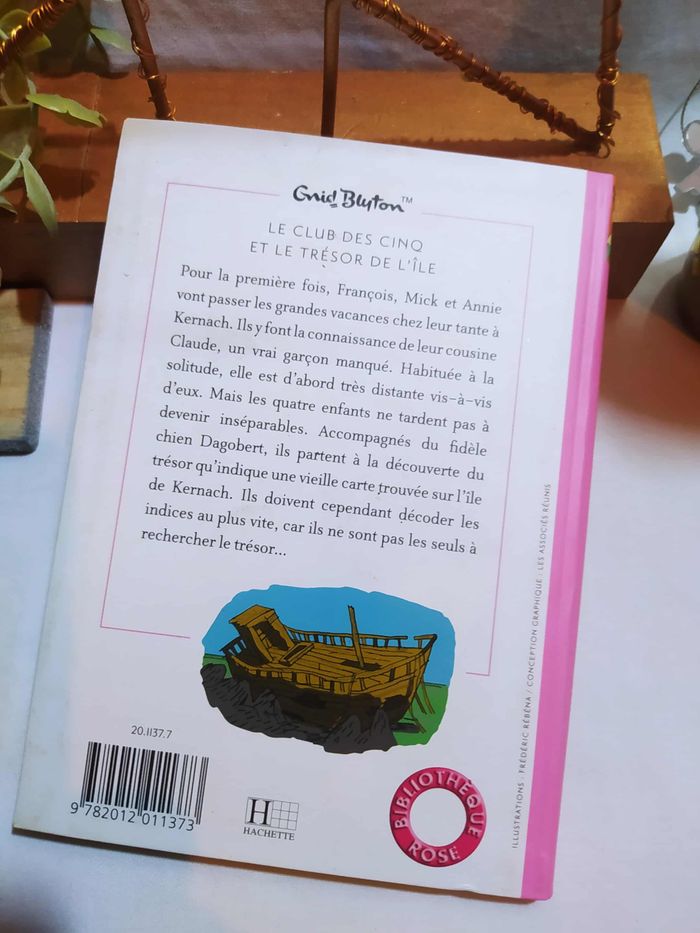 Enid Blyton™
LE CLUB DES CINQ
ET LE TRÉSOR DE L'ÎLE
Pour la première fois, François, Mick et Annie
vont passer les grandes vacances chez leur tante à
Kernach. Ils y font la connaissance de leur cousine
Claude, un vrai garçon manqué. Habituée à la
solitude, elle est d'abord très distante vis-à-vis
d'eux. Mais les quatre enfants ne tardent pas à
devenir inséparables. Accompagnés du fidèle
chien Dagobert, ils partent à la découverte du
trésor qu'indique une vieille carte trouvée sur l'île
de Kernach. Ils doivent cependant décoder les
indices au plus vite, car ils ne sont pas les seuls à
rechercher le trésor...
20.1137.7
9 782012 011373
H
HACHETTE
BIBLIOTHÈQUE
ROSE
ILLUSTRATIONS : FRÉDÉRIC RÉBÉNA / CONCEPTION GRAPHIQUE : LES ASSOCIÉS RÉUNIS